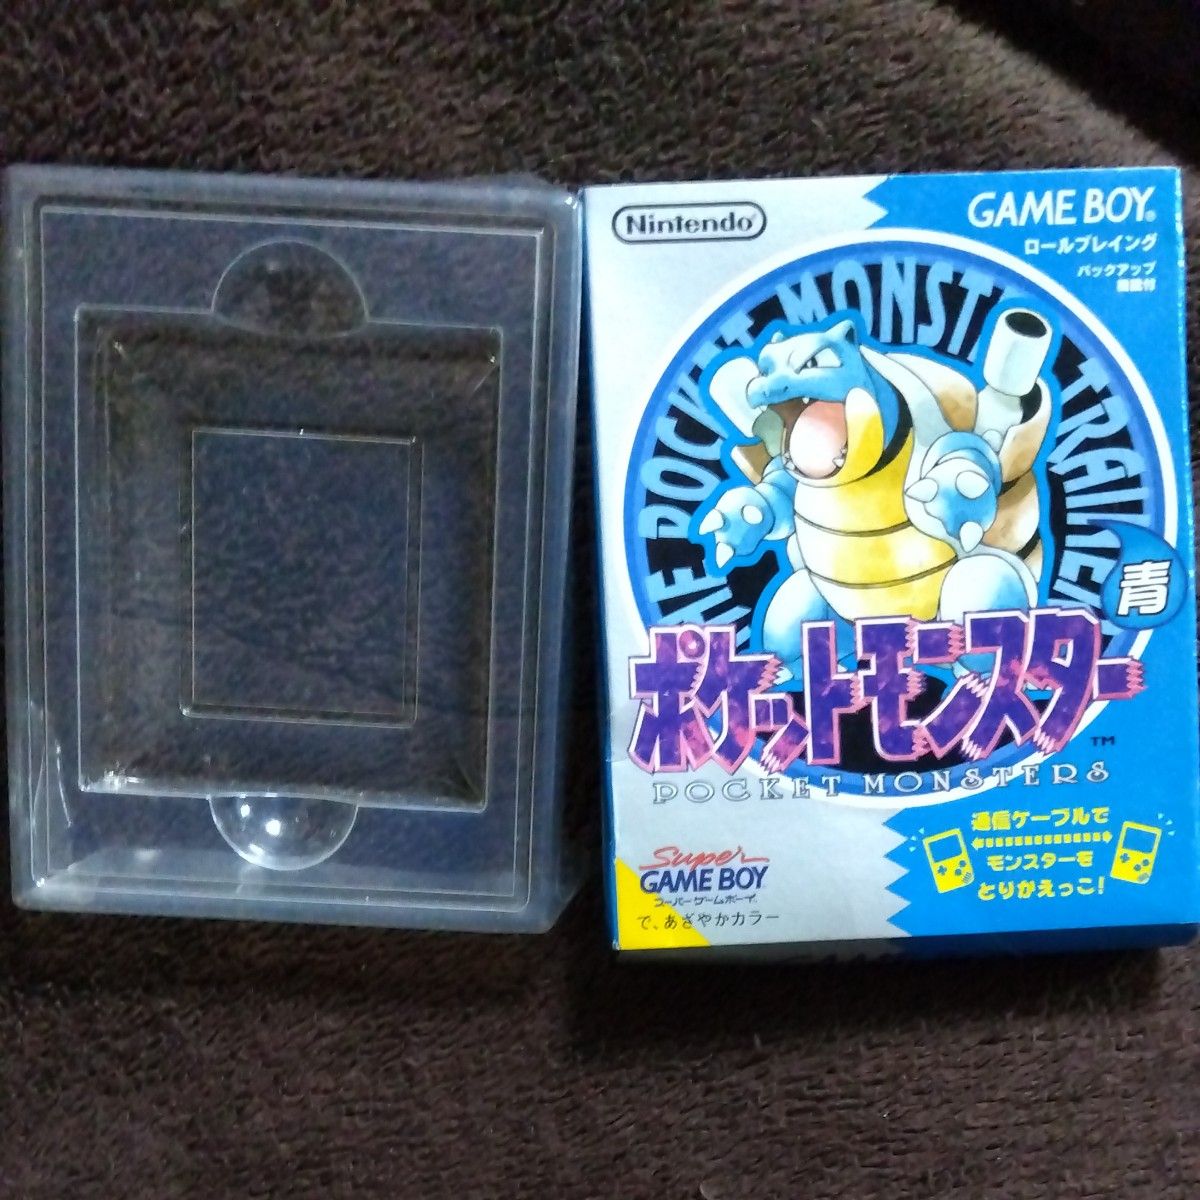 Nintendo
GAME BOY
ロールプレイング
バックアップ
機能付
THE POCKET MONSTER TRAINER
青
ポケットモンスター
TM
POCKET MONSTERS
通信ケーブルで
モンスターを
とりかえっこ!
Super
GAME BOY
スーパーゲームボーイ
で、あざやかカラー